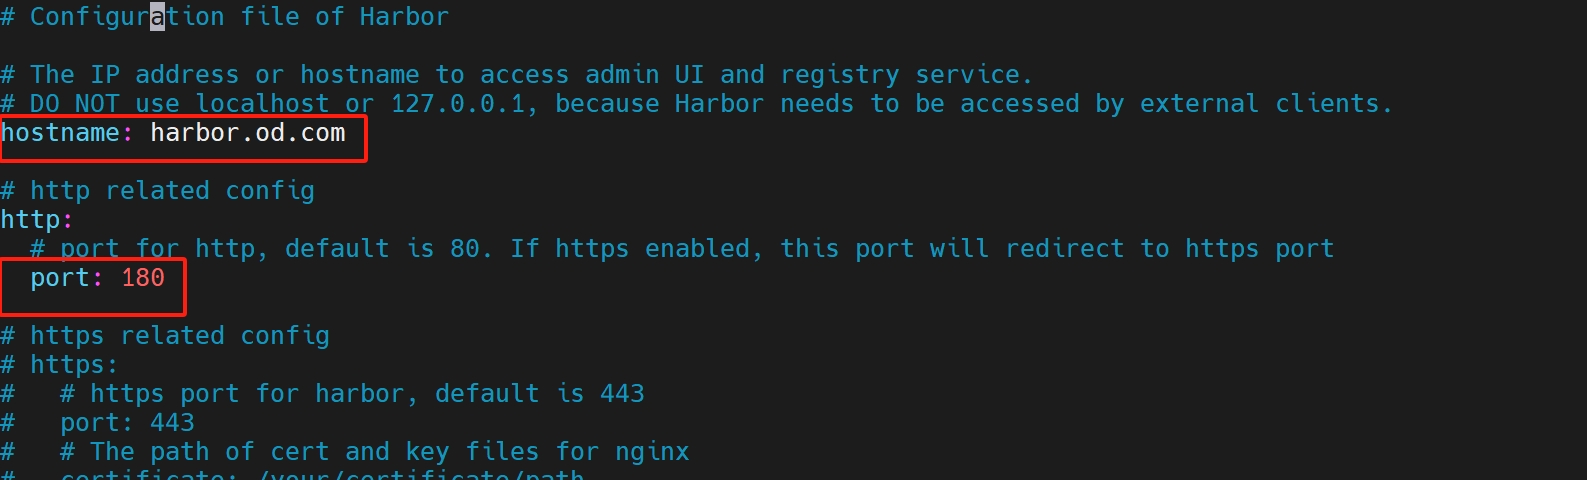 # Configuration file of Harbor
# The IP address or hostname to access admin UI and registry service.
# DO NOT use localhost or 127.0.0.1, because Harbor needs to be accessed by external clients.
hostname: harbor.od.com
# http related config
http:
  # port for http, default is 80. If https enabled, this port will redirect to https port
  port: 180
# https related config
# https:
#   # https port for harbor, default is 443
#   port: 443
#   # The path of cert and key files for nginx
#   certificate: /your/certificate/path